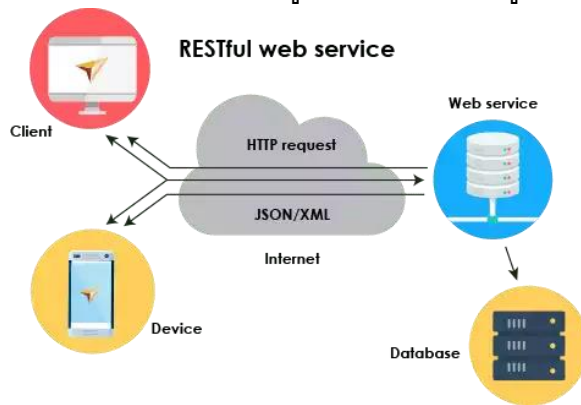 RESTful web service
Client
Web service
HTTP request
JSON/XML
Internet
Device
Database